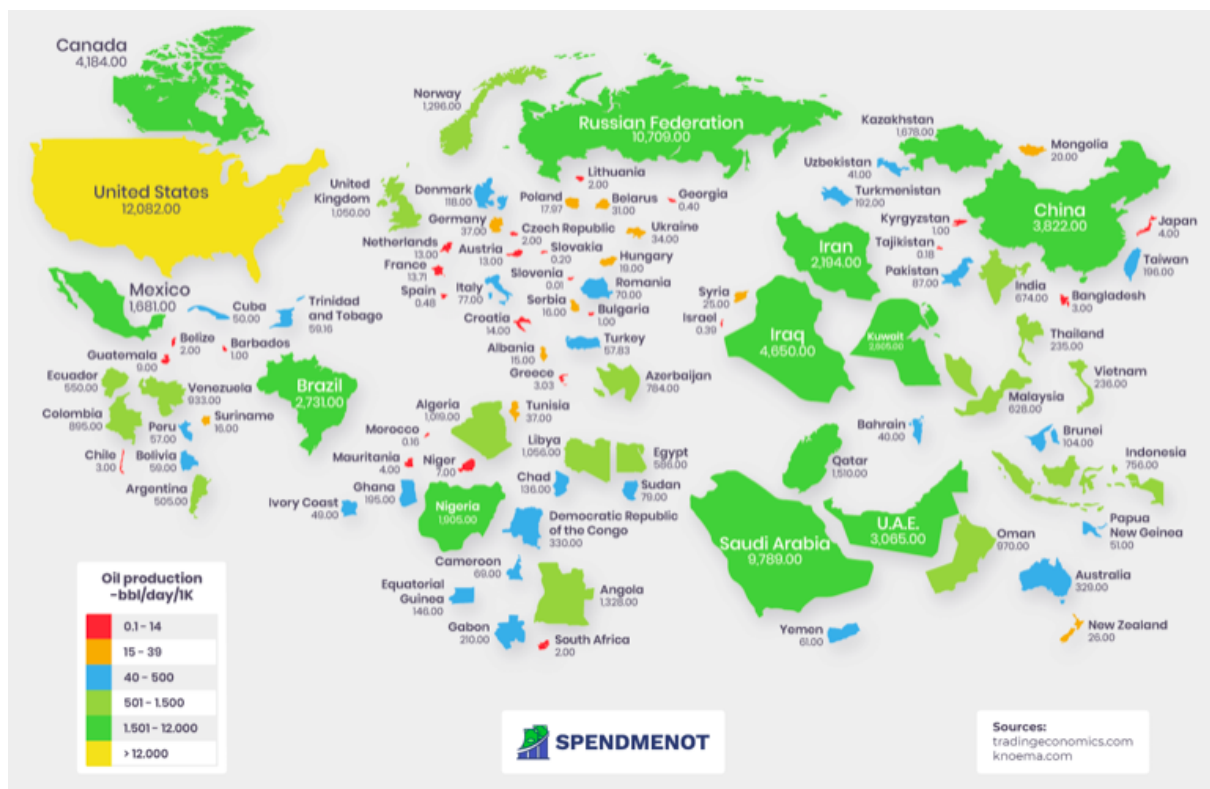 Canada
4,184.00
United States
12,082.00
Mexico
1,681.00
Cuba
50.00
Trinidad
and Tobago
59.16
Belize
2.00
Barbados
1.00
Guatemala
9.00
Ecuador
550.00
Venezuela
933.00
Colombia
895.00
Suriname
16.00
Peru
57.00
Chile
3.00
Bolivia
59.00
Argentina
505.00
Brazil
2,731.00
Norway
1,296.00
Russian Federation
10,709.00
United
Kingdom
1,050.00
Denmark
118.00
Lithuania
2.00
Poland
17.97
Belarus
31.00
Georgia
0.40
Germany
37.00
Czech Republic
2.00
Ukraine
34.00
Netherlands
13.00
Austria
13.00
Slovakia
0.20
Hungary
19.00
France
13.71
Slovenia
0.01
Romania
70.00
Spain
0.48
Italy
77.00
Serbia
16.00
Bulgaria
1.00
Croatia
14.00
Turkey
57.83
Albania
15.00
Greece
3.03
Azerbaijan
784.00
Algeria
1,019.00
Tunisia
37.00
Morocco
0.16
Libya
1,056.00
Egypt
586.00
Mauritania
4.00
Niger
7.00
Chad
136.00
Sudan
79.00
Ghana
195.00
Ivory Coast
49.00
Nigeria
1,905.00
Democratic Republic
of the Congo
330.00
Cameroon
69.00
Equatorial
Guinea
146.00
Angola
1,328.00
Gabon
210.00
South Africa
2.00
Kazakhstan
1,678.00
Mongolia
20.00
Uzbekistan
41.00
Turkmenistan
192.00
China
3,822.00
Kyrgyzstan
1.00
Japan
4.00
Tajikistan
0.18
Iran
2,194.00
Pakistan
87.00
Taiwan
196.00
India
674.00
Bangladesh
3.00
Syria
25.00
Israel
0.39
Iraq
4,650.00
Kuwait
Thailand
235.00
Vietnam
236.00
Malaysia
628.00
Bahrain
40.00
Brunei
104.00
Qatar
1,510.00
Indonesia
756.00
U.A.E.
3,065.00
Saudi Arabia
9,789.00
Oman
970.00
Papua
New Guinea
51.00
Australia
329.00
New Zealand
26.00
Yemen
61.00
Oil production
-bbl/day/1K
0.1 - 14
15 - 39
40 - 500
501 - 1.500
1.501 - 12.000
> 12.000
SPENDMENOT
Sources:
tradingeconomics.com
knoema.com